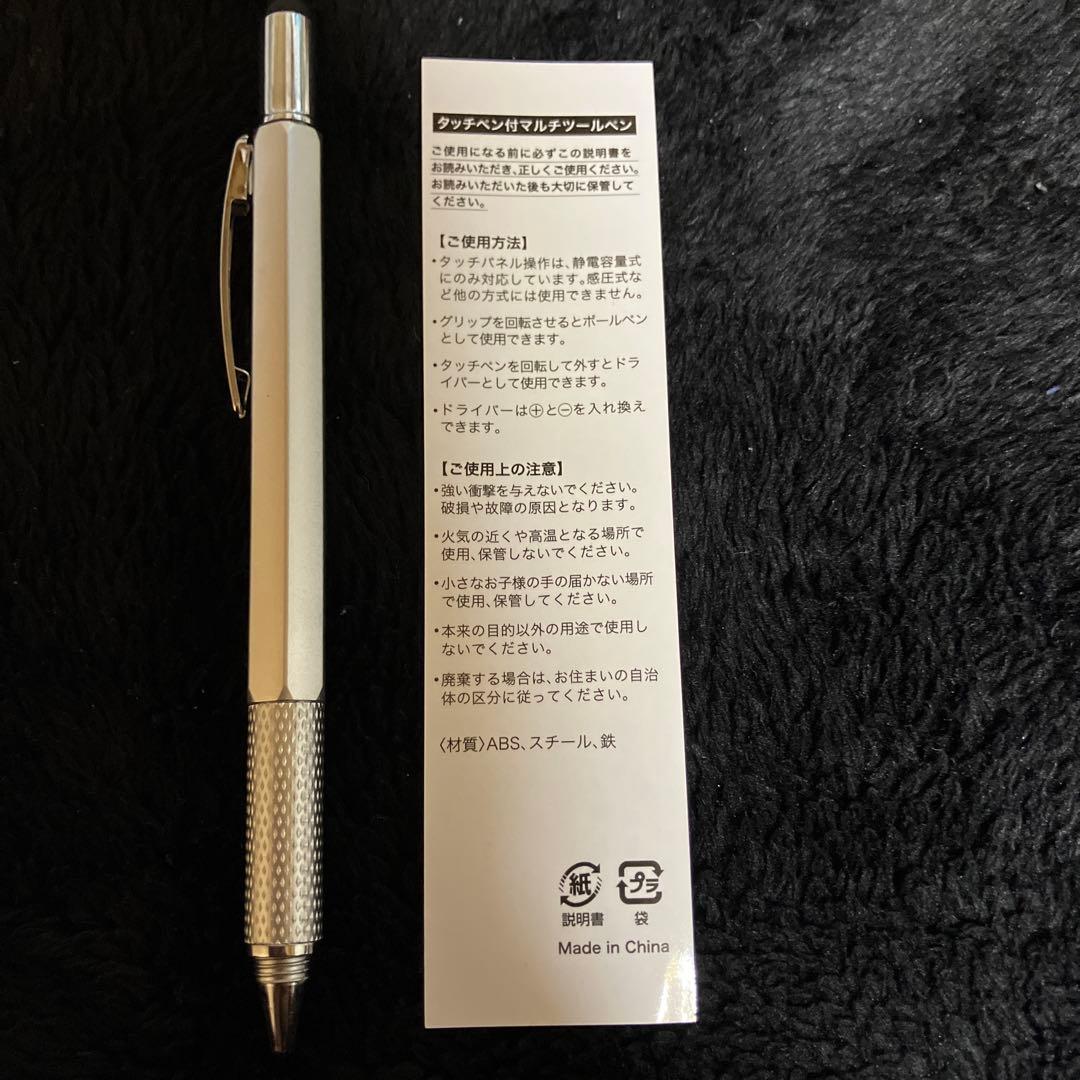 タッチペン付マルチツールペン
ご使用になる前に必ずこの説明書を
お読みいただき、正しくご使用ください。
お読みいただいた後も大切に保管して
ください。
【ご使用方法】
・タッチパネル操作は、静電容量式
にのみ対応しています。感圧式な
ど他の方式には使用できません。
・グリップを回転させるとボールペン
として使用できます。
・タッチペンを回転して外すとドラ
イバーとして使用できます。
・ドライバーは⊕と⊖を入れ換え
できます。
【ご使用上の注意】
・強い衝撃を与えないでください。
破損や故障の原因となります。
・火気の近くや高温となる場所で
使用、保管しないでください。
・小さなお子様の手の届かない場所
で使用、保管してください。
・本来の目的以外の用途で使用し
ないでください。
・廃棄する場合は、お住まいの自治
体の区分に従ってください。
〈材質〉ABS、スチール、鉄
紙 プラ
説明書 袋
Made in China